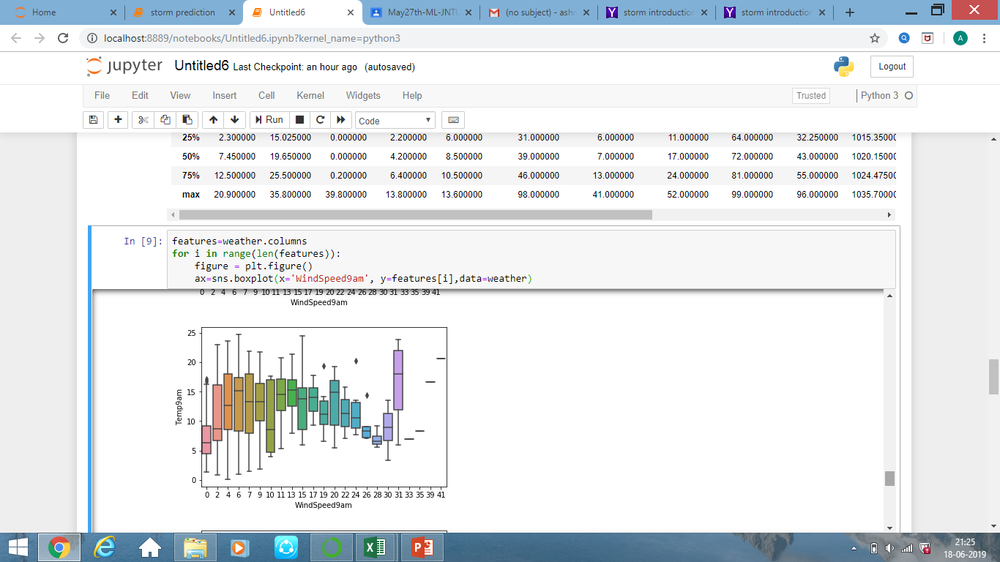 Home
storm prediction
Untitled6
May27th-ML-JNTU
(no subject) - ashr
storm introduction
storm introduction
localhost:8889/notebooks/Untitled6.ipynb?kernel_name=python3
A
jupyter Untitled6 Last Checkpoint: an hour ago (autosaved)
Logout
File Edit View Insert Cell Kernel Widgets Help
Trusted
Python 3
Run
Code
25% 2.300000 15.025000 0.000000 2.200000 6.000000 31.000000 6.000000 11.000000 64.000000 32.250000 1015.35000
50% 7.450000 19.650000 0.000000 4.200000 8.500000 39.000000 7.000000 17.000000 72.000000 43.000000 1020.15000
75% 12.500000 25.500000 0.200000 6.400000 10.500000 46.000000 13.000000 24.000000 81.000000 55.000000 1024.47500
max 20.900000 35.800000 39.800000 13.800000 13.600000 98.000000 41.000000 52.000000 99.000000 96.000000 1035.70000
In [9]:
features=weather.columns
for i in range(len(features)):
figure = plt.figure()
ax=sns.boxplot(x='WindSpeed9am', y=features[i],data=weather)
0 2 4 6 7 9 10 11 13 15 17 19 20 22 24 26 28 30 31 33 35 39 41
WindSpeed9am
25
20
15
10
5
0
Temp9am
0 2 4 6 7 9 10 11 13 15 17 19 20 22 24 26 28 30 31 33 35 39 41
WindSpeed9am
21:25
18-06-2019